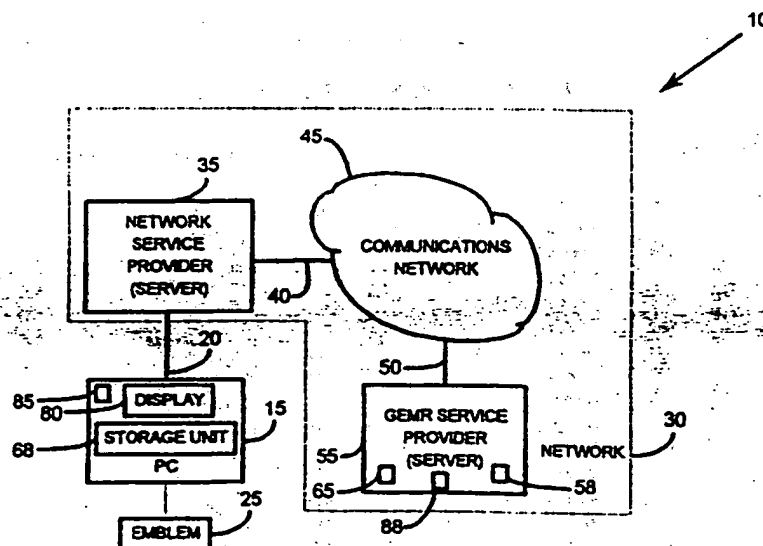 10
45
35
NETWORK
SERVICE
PROVIDER
(SERVER)
COMMUNICATIONS
NETWORK
40
20
50
85
80
DISPLAY
68
STORAGE UNIT
15
PC
55
GEMR SERVICE
PROVIDER
(SERVER)
NETWORK
30
65
58
88
25
EMBLEM